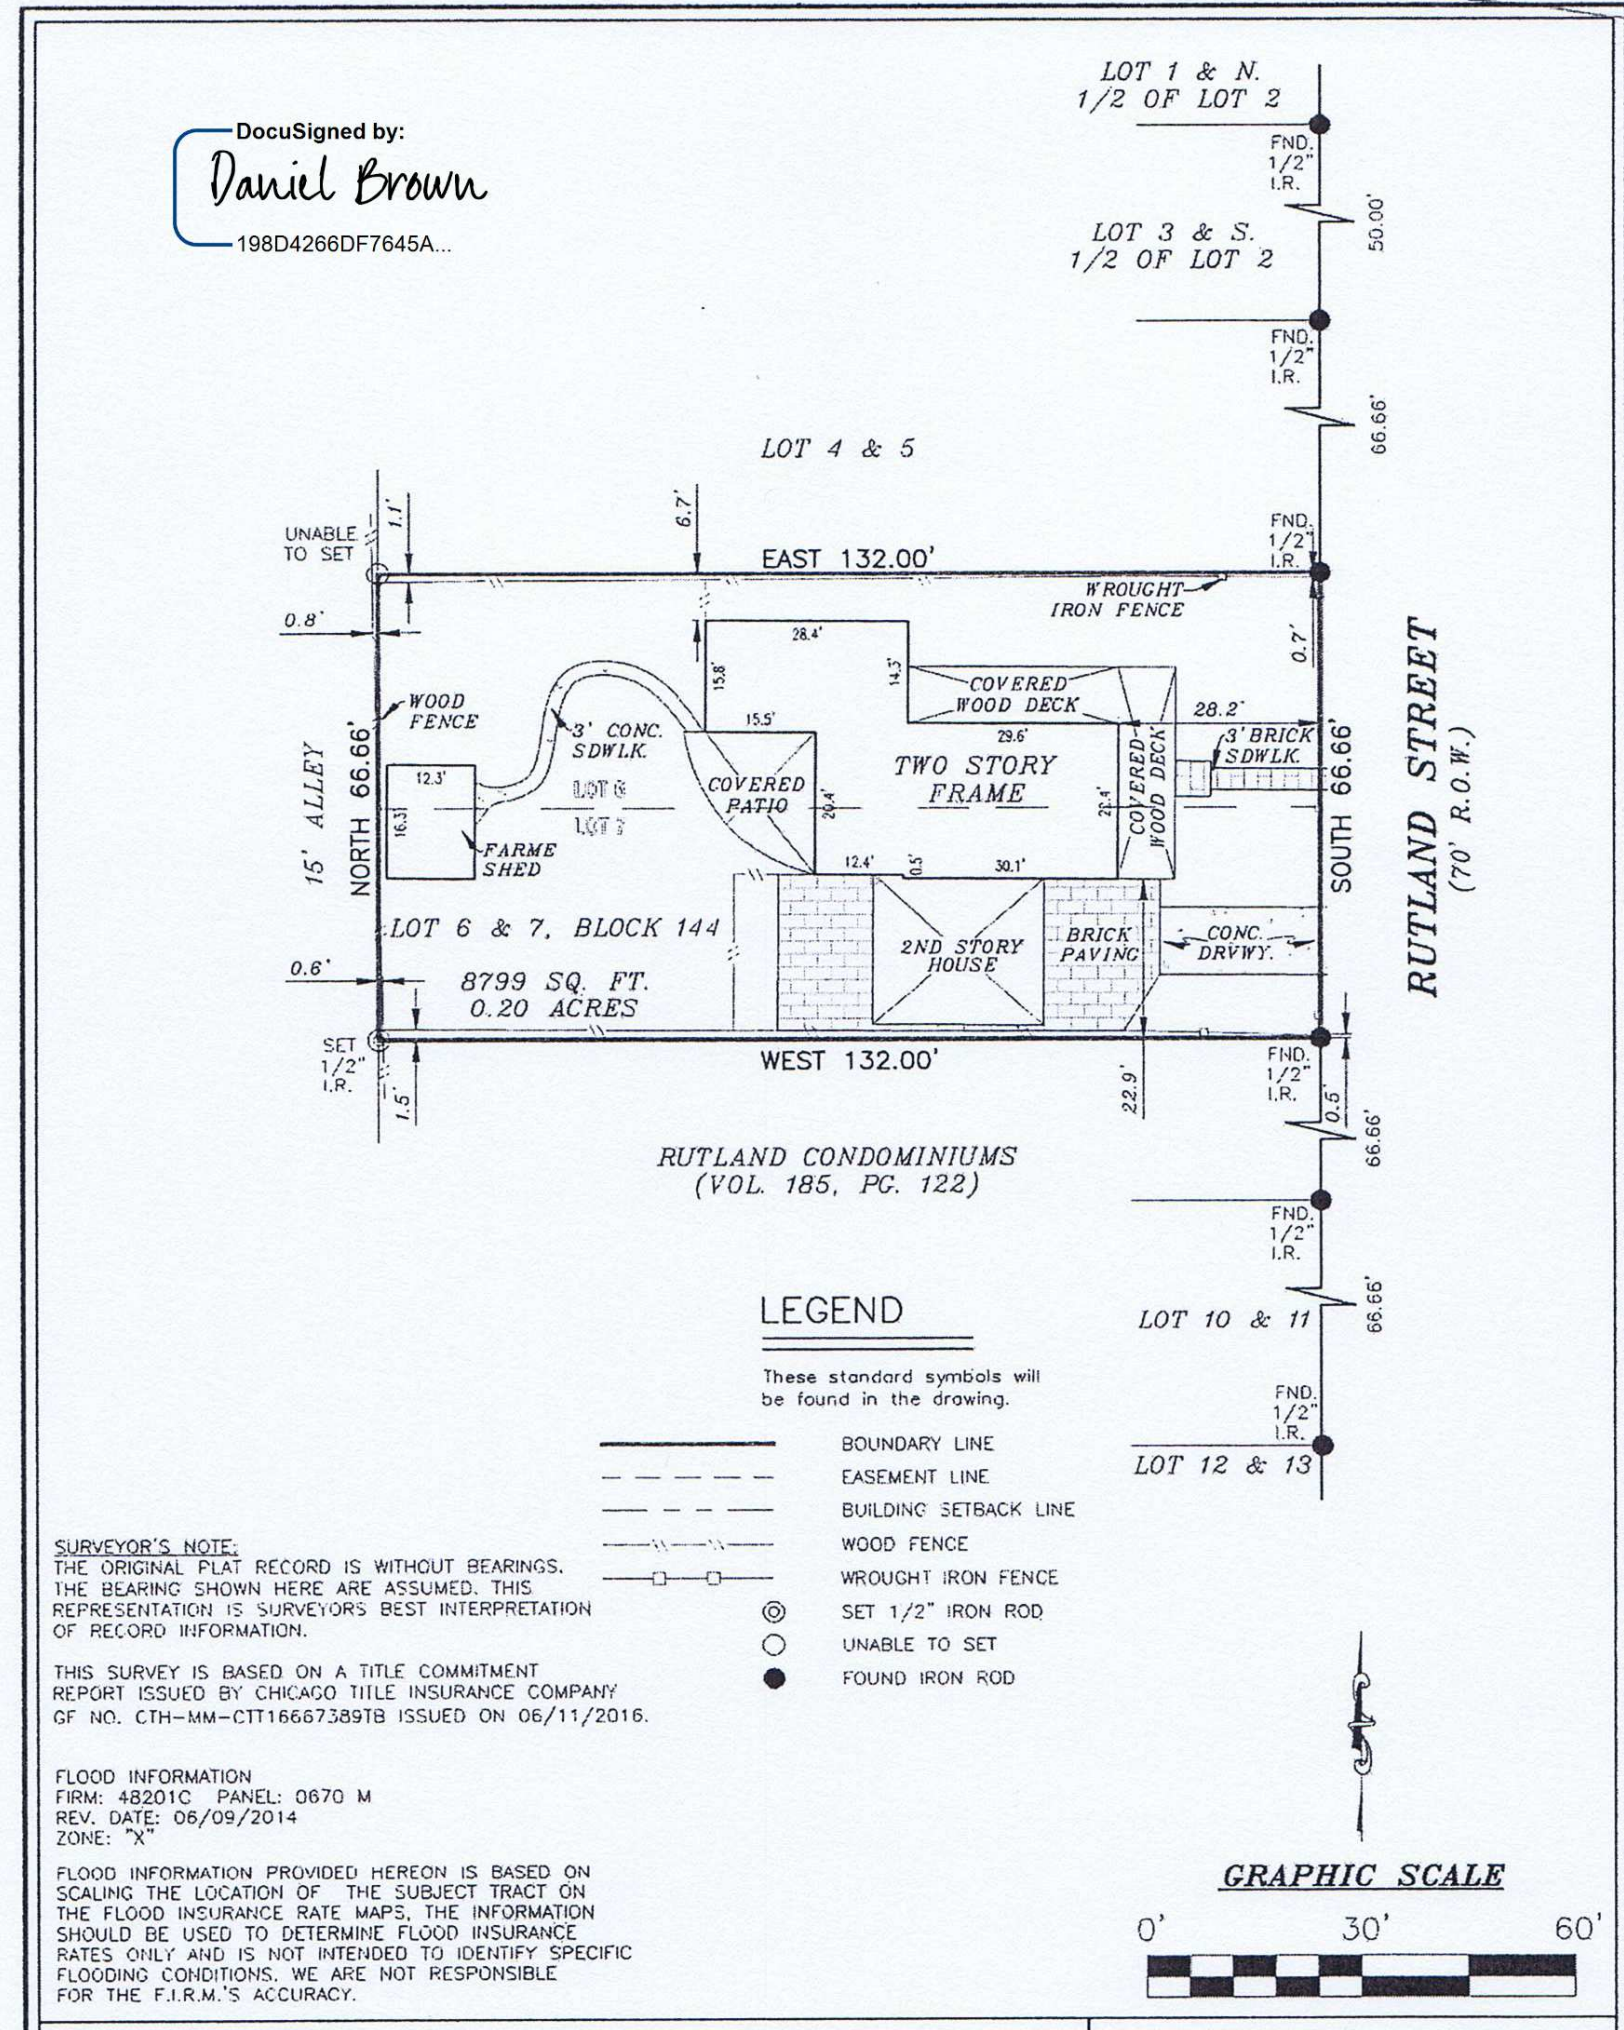 DocuSigned by:
Daniel Brown
198D4266DF7645A...
LOT 1 & N.
1/2 OF LOT 2
FND.
1/2"
I.R.
50.00'
LOT 3 & S.
1/2 OF LOT 2
FND.
1/2"
I.R.
66.66'
LOT 4 & 5
UNABLE
TO SET
1.1'
6.7'
EAST 132.00'
FND.
1/2"
I.R.
WROUGHT
IRON FENCE
0.8'
0.7'
28.4'
15.8'
14.3'
COVERED
WOOD DECK
WOOD
FENCE
3' CONC.
SDWLK.
15.5'
29.6'
28.2'
3' BRICK
SDWLK.
TWO STORY
FRAME
COVERED
PATIO
COVERED
WOOD DECK
12.3'
16.3'
LOT 6
LOT 7
20.4'
22.4'
15' ALLEY
NORTH 66.66'
SOUTH 66.66'
RUTLAND STREET
(70' R.O.W.)
FARME
SHED
12.4'
0.5'
30.1'
LOT 6 & 7, BLOCK 144
8799 SQ. FT.
0.20 ACRES
2ND STORY
HOUSE
BRICK
PAVING
CONC.
DRVWY.
0.6'
SET
1/2"
I.R.
1.5'
WEST 132.00'
22.9'
FND.
1/2"
I.R.
0.5'
66.66'
RUTLAND CONDOMINIUMS
(VOL. 185, PG. 122)
FND.
1/2"
I.R.
66.66'
LOT 10 & 11
FND.
1/2"
I.R.
LOT 12 & 13
LEGEND
These standard symbols will
be found in the drawing.
BOUNDARY LINE
EASEMENT LINE
BUILDING SETBACK LINE
WOOD FENCE
WROUGHT IRON FENCE
SET 1/2" IRON ROD
UNABLE TO SET
FOUND IRON ROD
SURVEYOR'S NOTE:
THE ORIGINAL PLAT RECORD IS WITHOUT BEARINGS.
THE BEARING SHOWN HERE ARE ASSUMED. THIS
REPRESENTATION IS SURVEYORS BEST INTERPRETATION
OF RECORD INFORMATION.
THIS SURVEY IS BASED ON A TITLE COMMITMENT
REPORT ISSUED BY CHICAGO TITLE INSURANCE COMPANY
GF NO. CTH-MM-CTT16667389TB ISSUED ON 06/11/2016.
FLOOD INFORMATION
FIRM: 48201C PANEL: 0670 M
REV. DATE: 06/09/2014
ZONE: "X"
FLOOD INFORMATION PROVIDED HEREON IS BASED ON
SCALING THE LOCATION OF THE SUBJECT TRACT ON
THE FLOOD INSURANCE RATE MAPS, THE INFORMATION
SHOULD BE USED TO DETERMINE FLOOD INSURANCE
RATES ONLY AND IS NOT INTENDED TO IDENTIFY SPECIFIC
FLOODING CONDITIONS. WE ARE NOT RESPONSIBLE
FOR THE F.I.R.M.'S ACCURACY.
GRAPHIC SCALE
0' 30' 60'